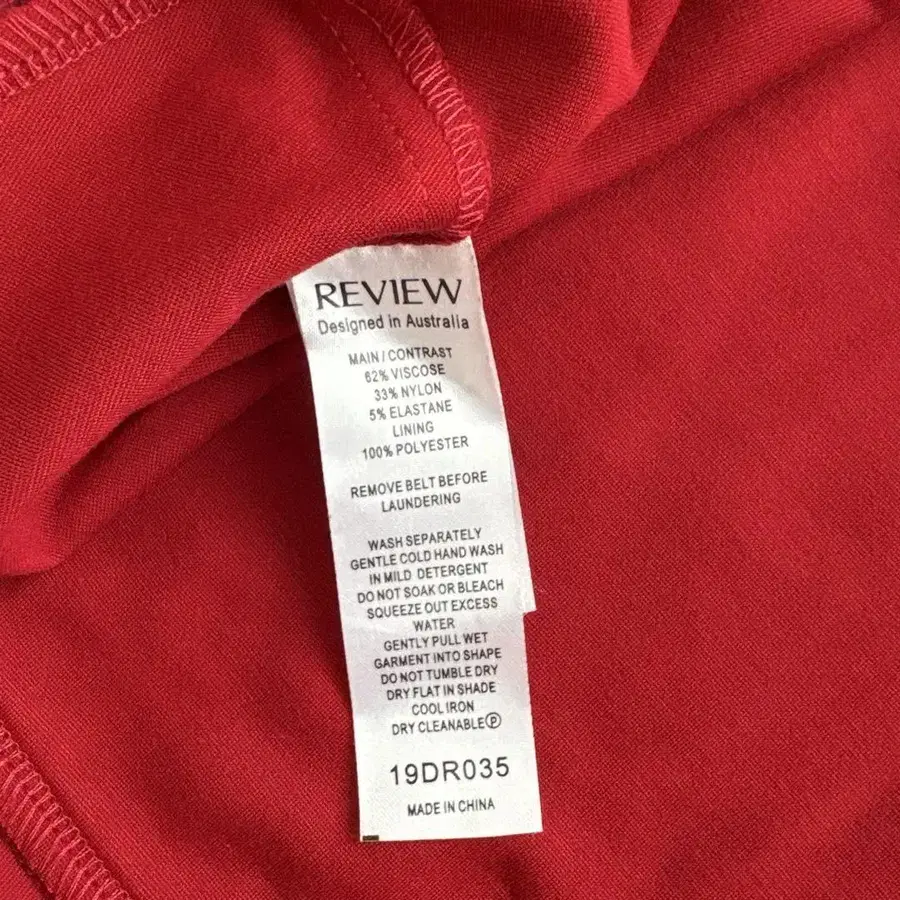 REVIEW
Designed in Australia
MAIN/CONTRAST
62% VISCOSE
33% NYLON
5% ELASTANE
LINING
100% POLYESTER
REMOVE BELT BEFORE
LAUNDERING
WASH SEPARATELY
GENTLE COLD HAND WASH
IN MILD DETERGENT
DO NOT SOAK OR BLEACH
SQUEEZE OUT EXCESS
WATER
GENTLY PULL WET
GARMENT INTO SHAPE
DO NOT TUMBLE DRY
DRY FLAT IN SHADE
COOL IRON
DRY CLEANABLE Ⓟ
19DR035
MADE IN CHINA